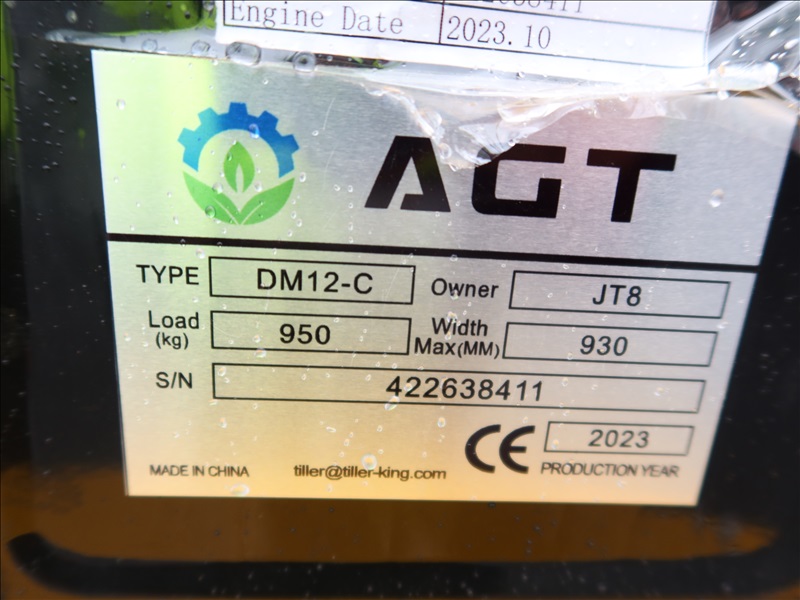 Engine Date 2023.10
AGT
TYPE DM12-C Owner JT8
Load (kg) 950 Width Max(MM) 930
S/N 422638411
CE 2023
MADE IN CHINA tiller@tiller-king.com PRODUCTION YEAR